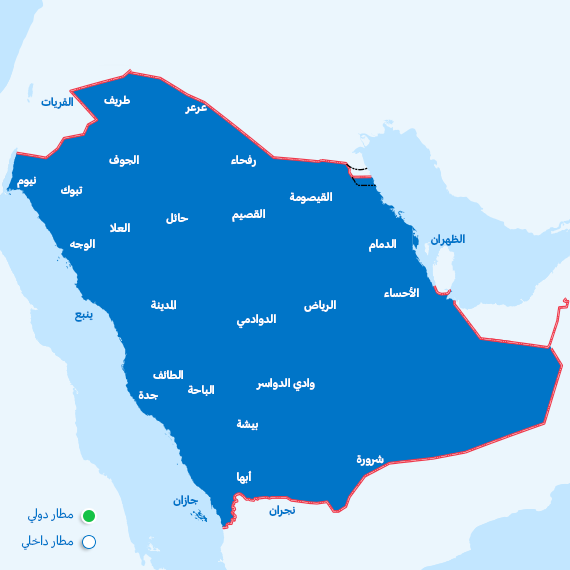 طريف
القريات
عرعر
الجوف
رفحاء
نيوم
تبوك
القيصومة
حائل
القصيم
العلا
الوجه
الدمام
الظهران
الأحساء
المدينة
الرياض
ينبع
الدوادمي
الطائف
وادي الدواسر
الباحة
جدة
بيشة
شرورة
أبها
جازان
نجران
مطار دولي
مطار داخلي